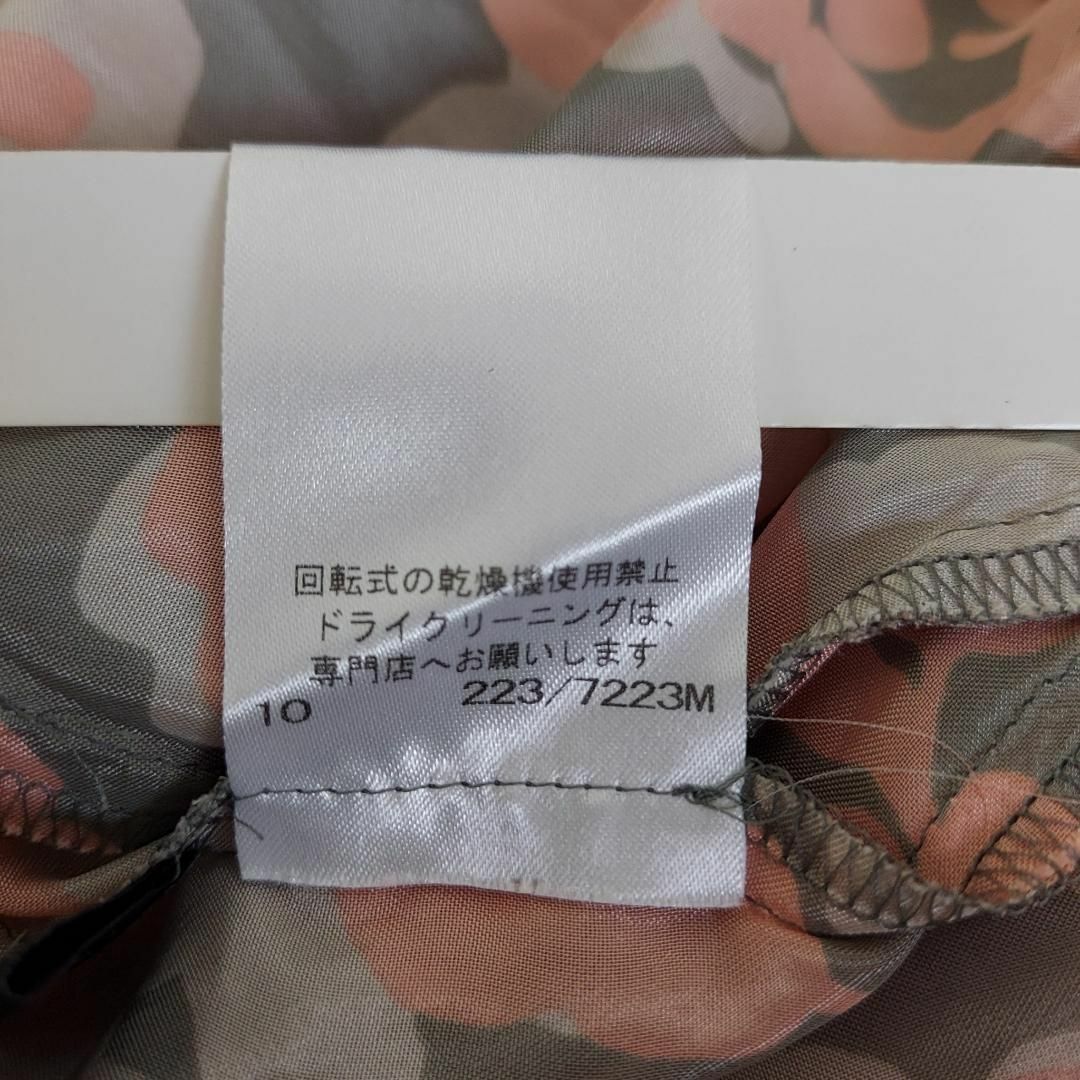 回転式の乾燥機使用禁止
ドライクリーニングは、
専門店へお願いします
10 223/7223M